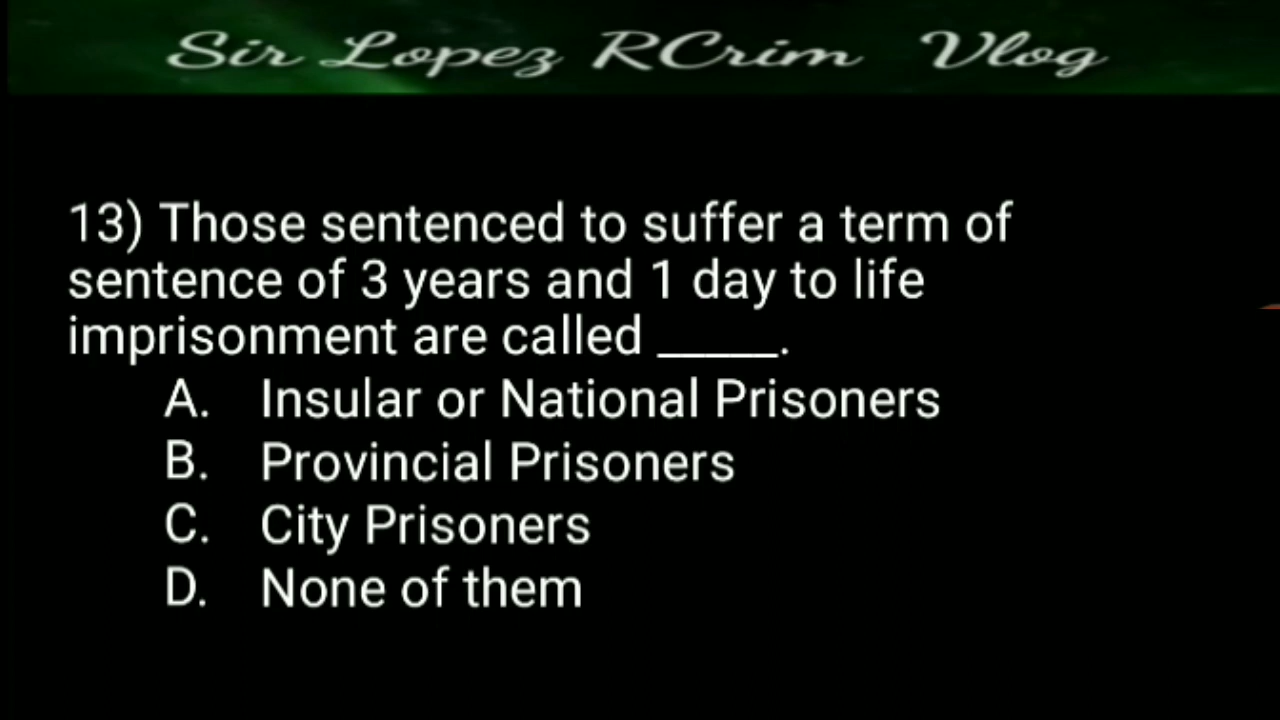 Sir Lopez RCrim Vlog
13) Those sentenced to suffer a term of
sentence of 3 years and 1 day to life
imprisonment are called _____.
A. Insular or National Prisoners
B. Provincial Prisoners
C. City Prisoners
D. None of them